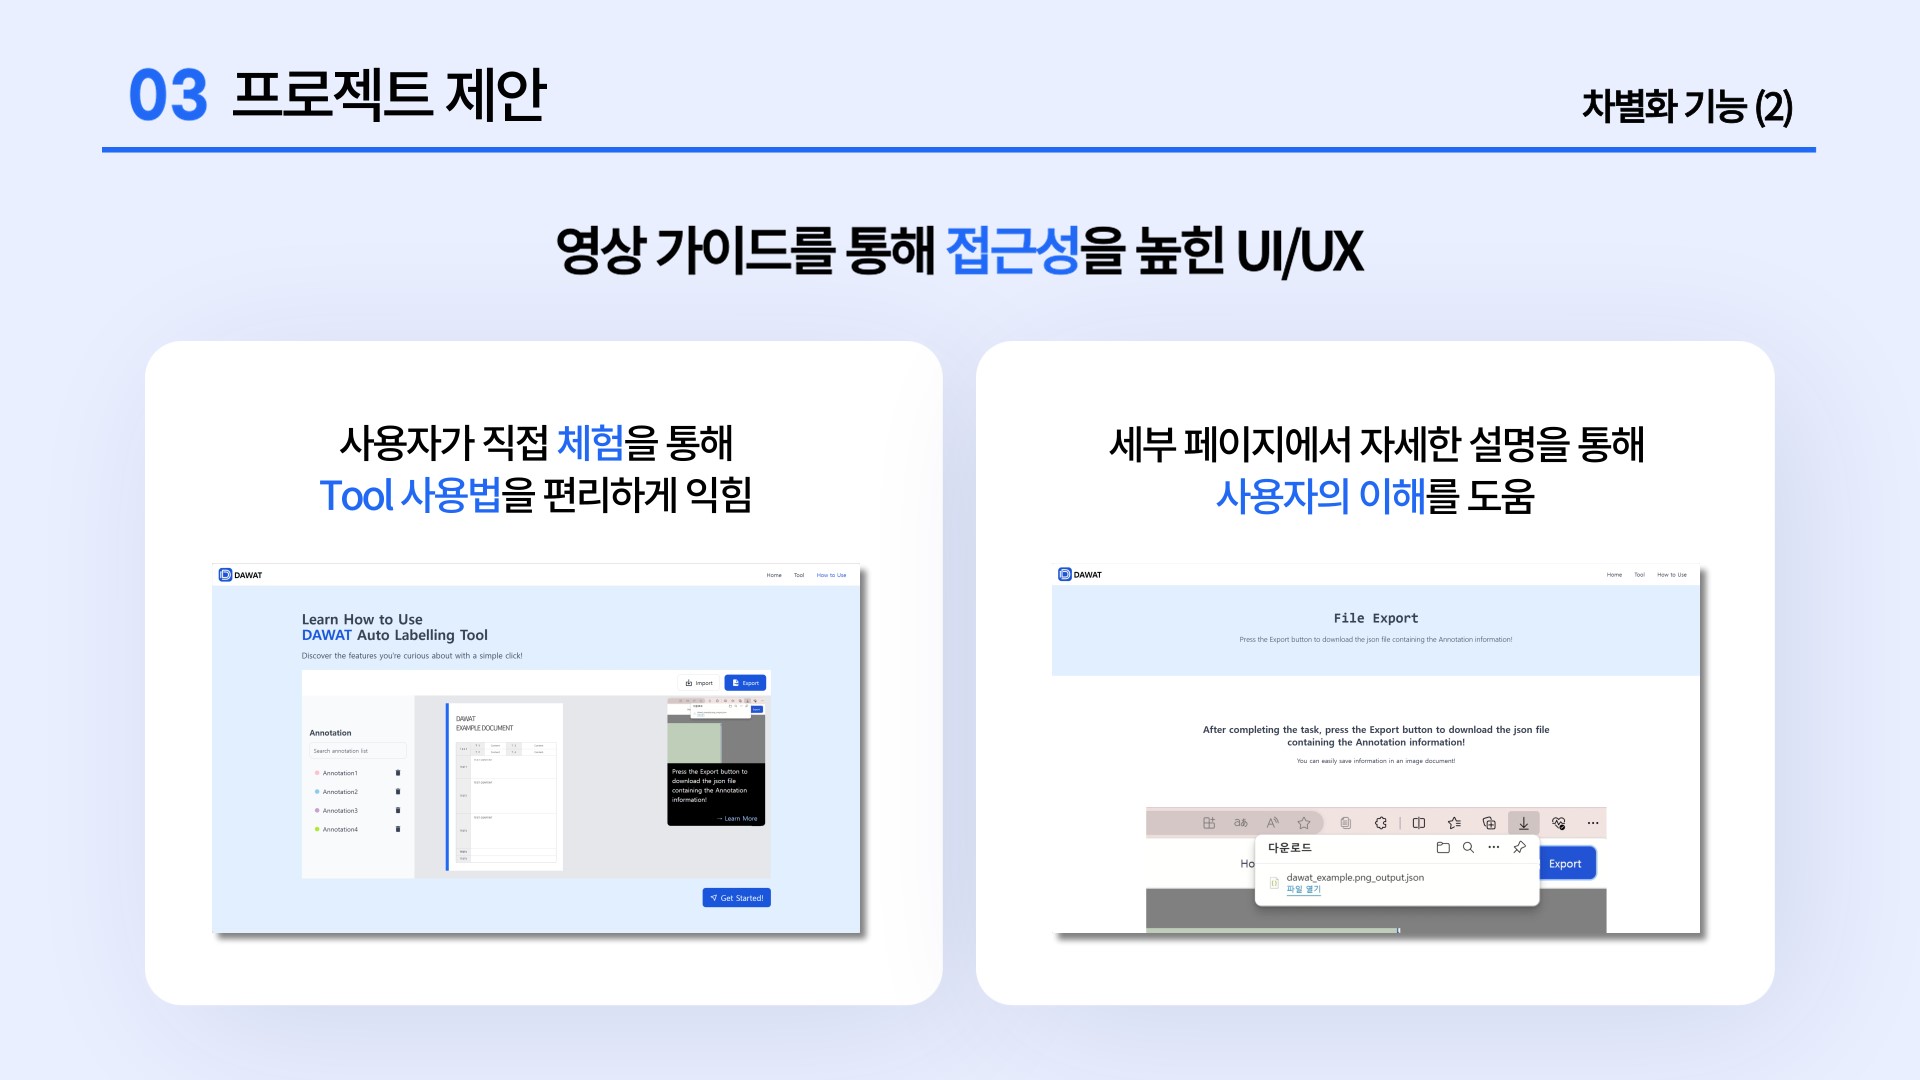 03 프로젝트 제안
차별화 기능 (2)
영상 가이드를 통해 접근성을 높힌 UI/UX
사용자가 직접 체험을 통해
Tool 사용법을 편리하게 익힘
DAWAT
Home Tool How to Use
Learn How to Use
DAWAT Auto Labelling Tool
Discover the features you're curious about with a simple click!
Import Export
Annotation
Search annotation list
Annotation1
Annotation2
Annotation3
Annotation4
DAWAT
EXAMPLE DOCUMENT
Press the Export button to
download the json file
containing the Annotation
information!
→ Learn More
Get Started!
세부 페이지에서 자세한 설명을 통해
사용자의 이해를 도움
DAWAT
Home Tool How to Use
File Export
Press the Export button to download the json file containing the Annotation information!
After completing the task, press the Export button to download the json file
containing the Annotation information!
You can easily save information in an image document!
다운로드
Ho
Export
dawat_example.png_output.json
파일 열기